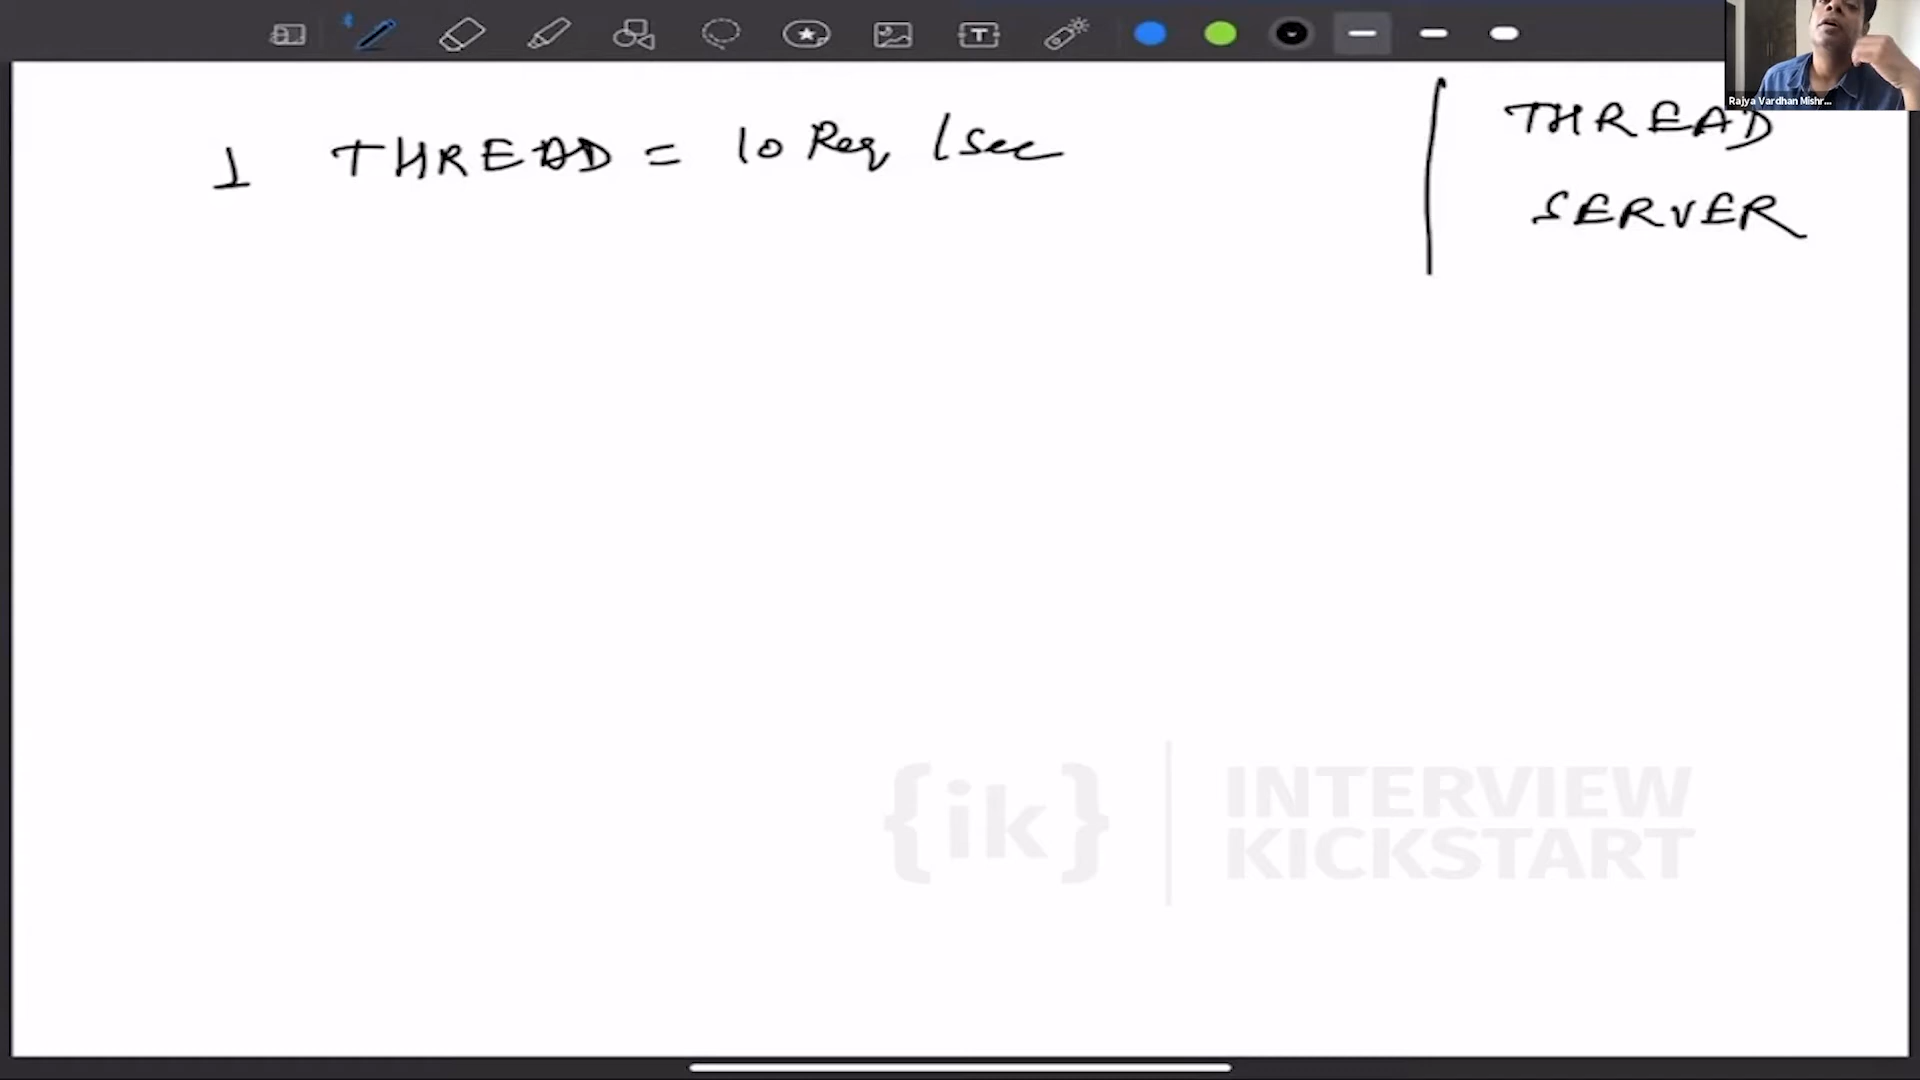 1 THREAD = 10 Req /sec
THREAD
SERVER
Rajya Vardhan Mishr...
{ik} INTERVIEW
KICKSTART